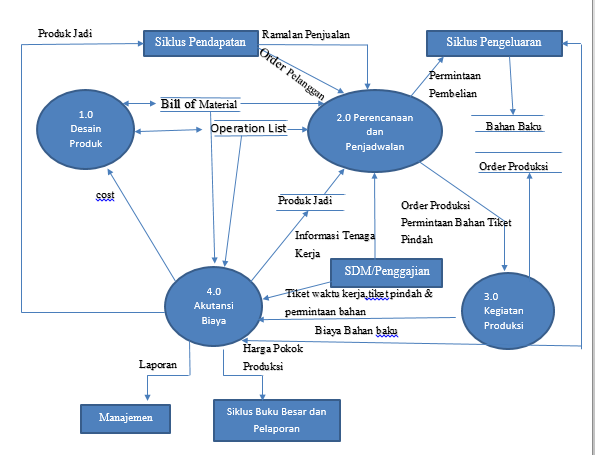 Produk Jadi
Siklus Pendapatan
Ramalan Penjualan
Order Pelanggan
Siklus Pengeluaran
Permintaan
Pembelian
Bahan Baku
1.0
Desain
Produk
Bill of Material
Operation List
2.0 Perencanaan
dan
Penjadwalan
Order Produksi
cost
Produk Jadi
Order Produksi
Permintaan Bahan Tiket
Pindah
Informasi Tenaga
Kerja
SDM/Penggajian
4.0
Akutansi
Biaya
Tiket waktu kerja,tiket pindah &
permintaan bahan
3.0
Kegiatan
Produksi
Biaya Bahan baku
Harga Pokok
Produksi
Laporan
Manajemen
Siklus Buku Besar dan
Pelaporan